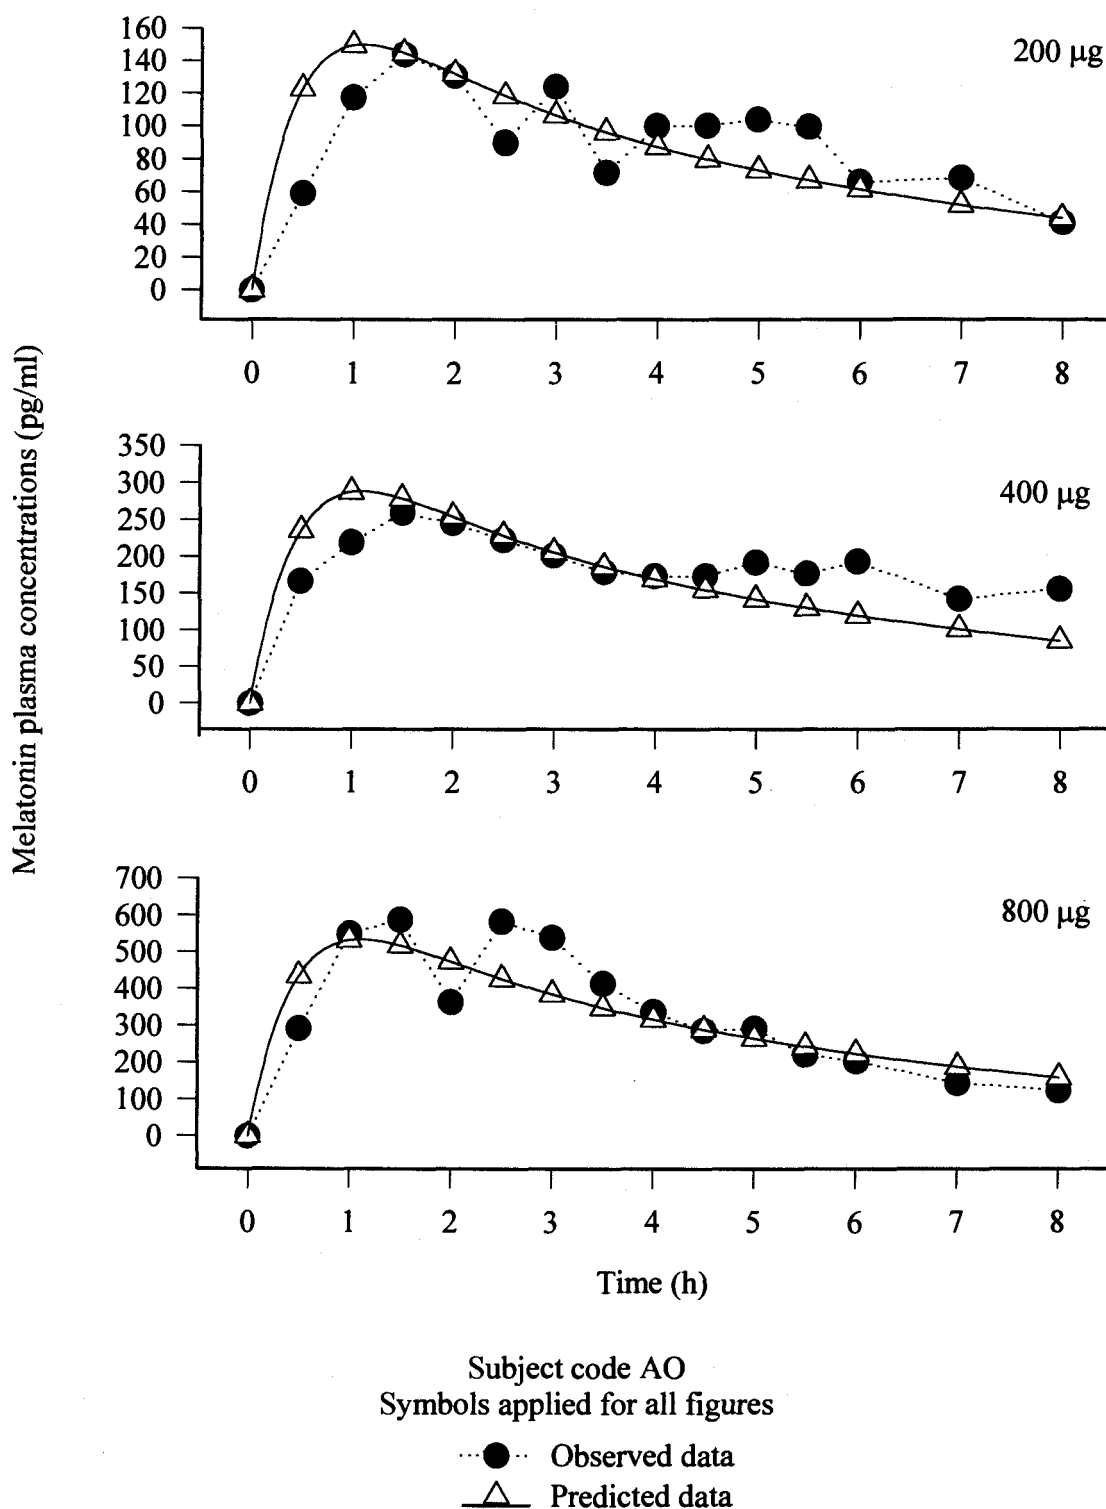 Melatonin plasma concentrations (pg/ml)
200 µg
160
140
120
100
80
60
40
20
0
0 1 2 3 4 5 6 7 8
400 µg
350
300
250
200
150
100
50
0
0 1 2 3 4 5 6 7 8
800 µg
700
600
500
400
300
200
100
0
0 1 2 3 4 5 6 7 8
Time (h)
Subject code AO
Symbols applied for all figures
Observed data
Predicted data